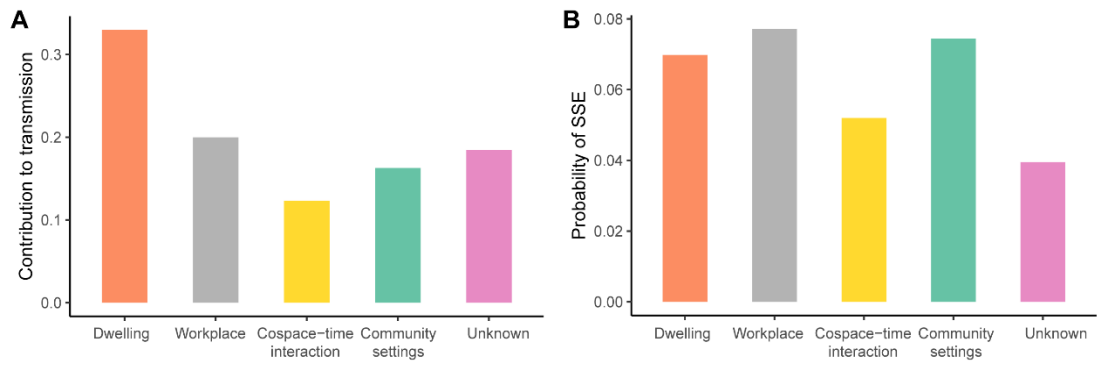 A
Contribution to transmission
0.3
0.2
0.1
0.0
Dwelling
Workplace
Cospace−time
interaction
Community
settings
Unknown
B
Probability of SSE
0.08
0.06
0.04
0.02
0.00
Dwelling
Workplace
Cospace−time
interaction
Community
settings
Unknown